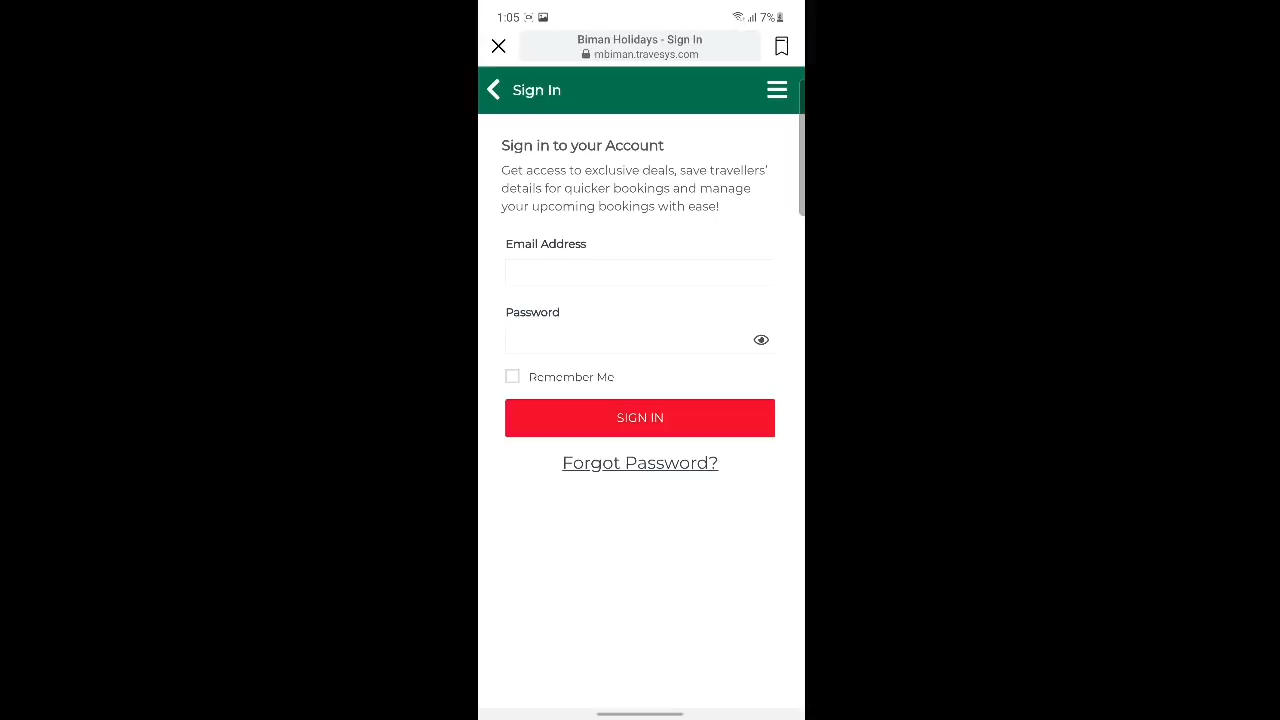 1:05
7%
Biman Holidays - Sign In
mbiman.travesys.com
Sign In
Sign in to your Account
Get access to exclusive deals, save travellers'
details for quicker bookings and manage
your upcoming bookings with ease!
Email Address
Password
Remember Me
SIGN IN
Forgot Password?